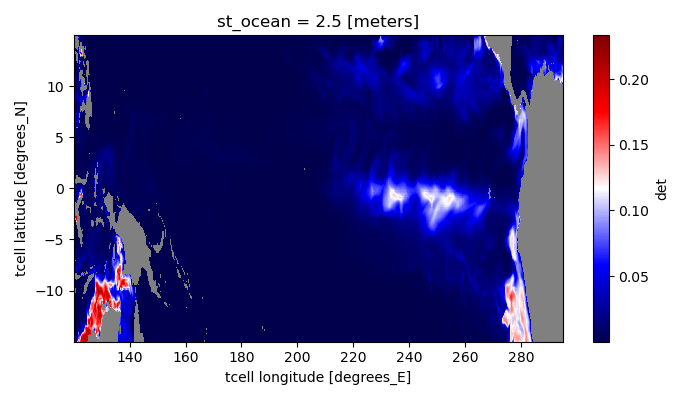 st_ocean = 2.5 [meters]
10
5
0
−5
−10
tcell latitude [degrees_N]
140 160 180 200 220 240 260 280
tcell longitude [degrees_E]
0.20
0.15
0.10
0.05
det